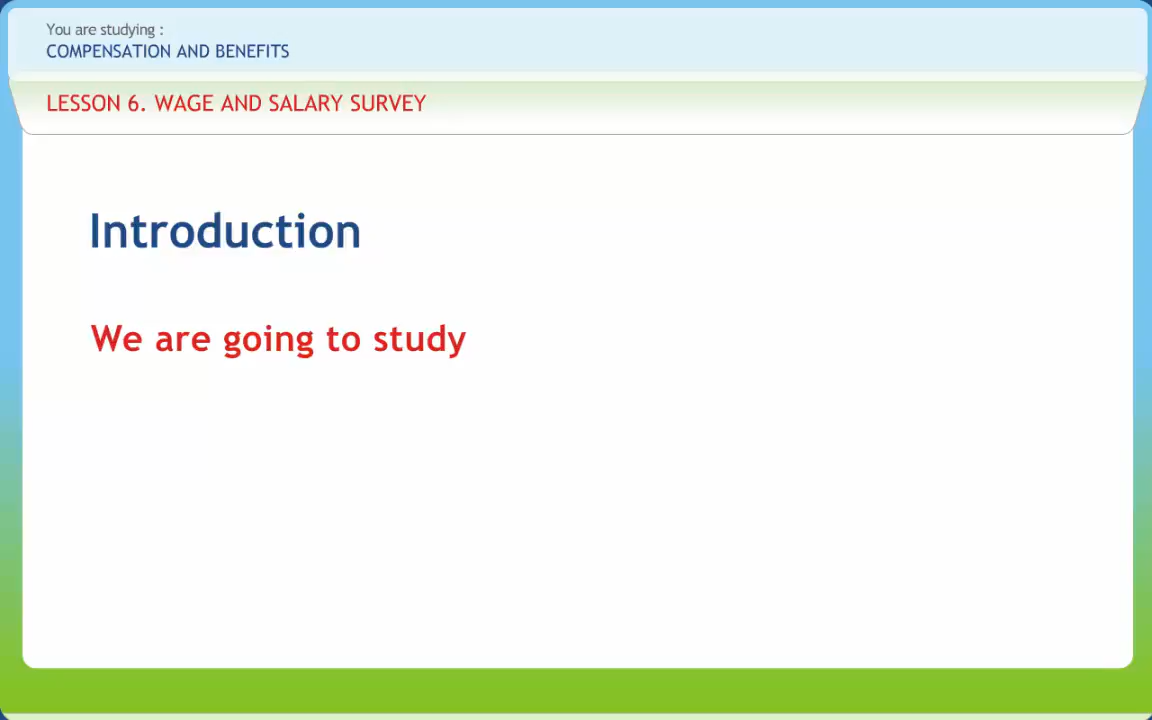 You are studying :
COMPENSATION AND BENEFITS
LESSON 6. WAGE AND SALARY SURVEY
Introduction
We are going to study